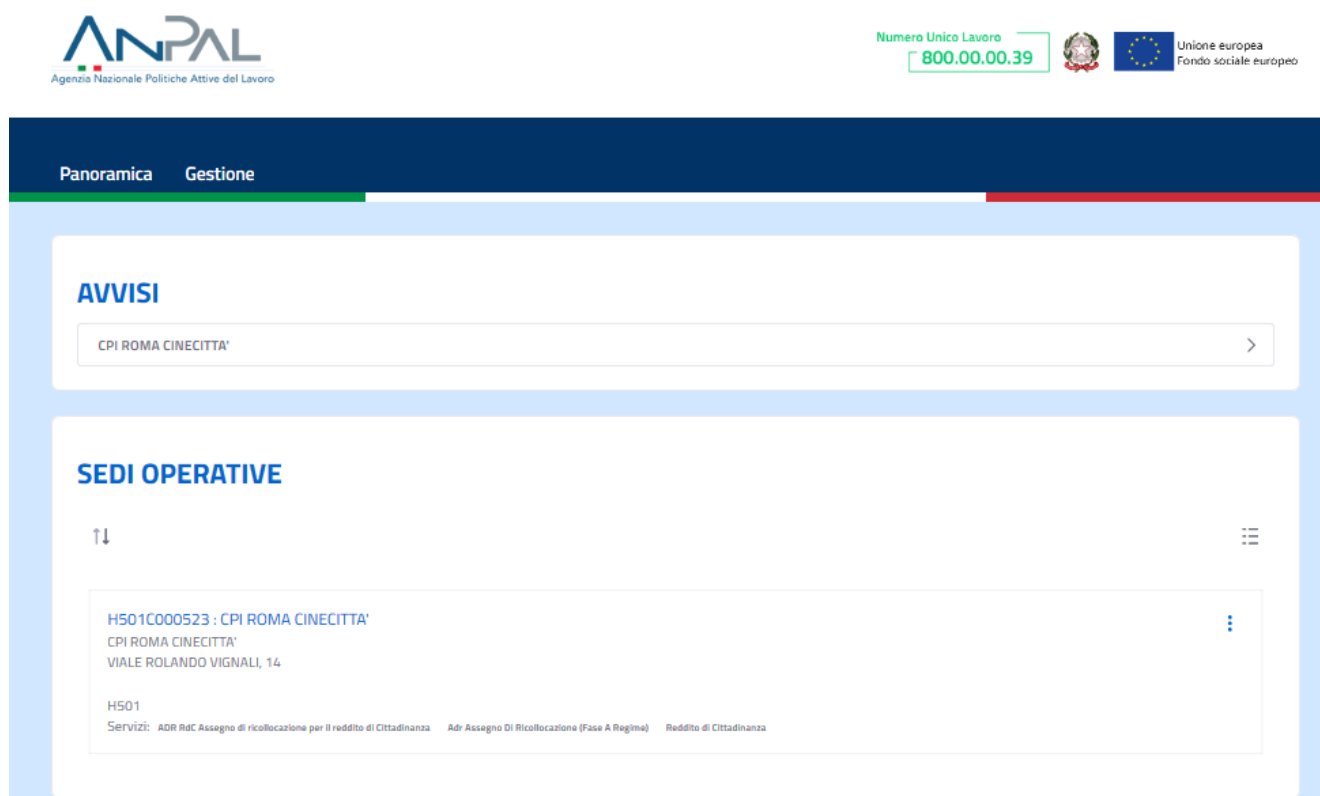 ANPAL
Agenzia Nazionale Politiche Attive del Lavoro
Numero Unico Lavoro
800.00.00.39
Unione europea
Fondo sociale europeo
Panoramica Gestione
AVVISI
CPI ROMA CINECITTA'
SEDI OPERATIVE
H501C000523 : CPI ROMA CINECITTA'
CPI ROMA CINECITTA'
VIALE ROLANDO VIGNALI, 14
H501
Servizi: ADR RdC Assegno di ricollocazione per il reddito di Cittadinanza Adr Assegno Di Ricollocazione (Fase A Regime) Reddito di Cittadinanza